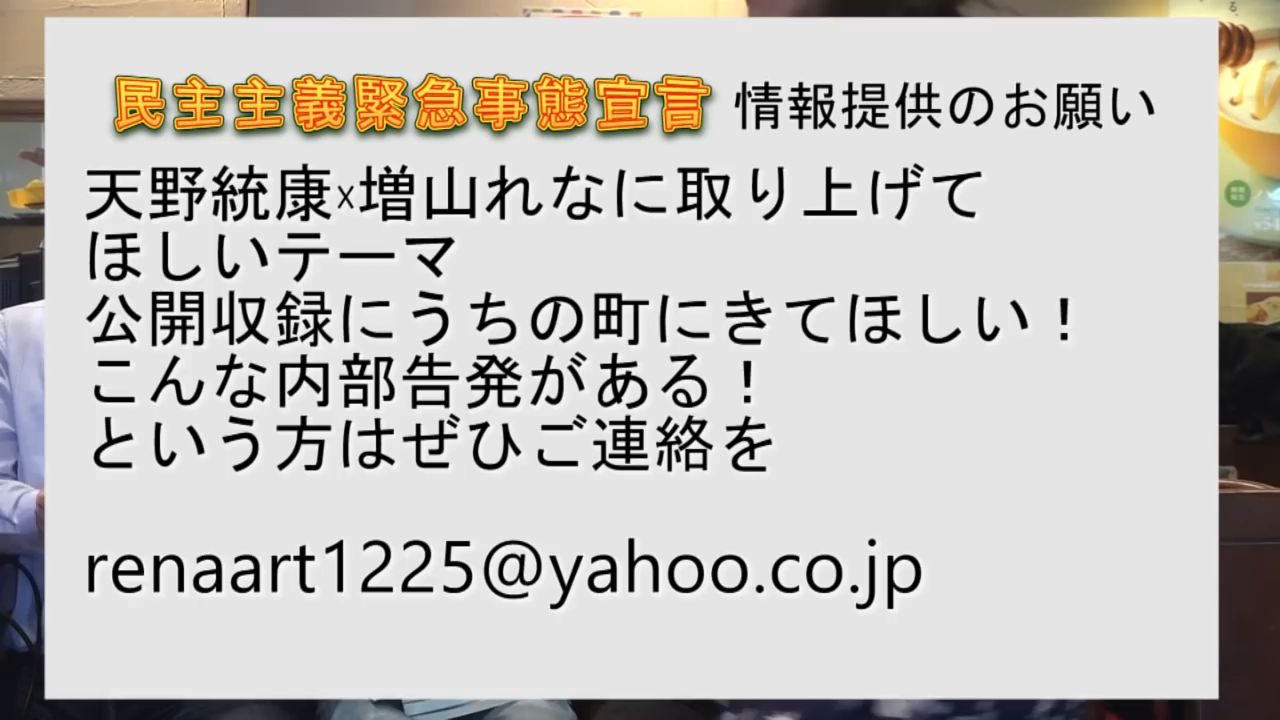 民主主義緊急事態宣言 情報提供のお願い
天野統康×増山れなに取り上げて
ほしいテーマ
公開収録にうちの町にきてほしい！
こんな内部告発がある！
という方はぜひご連絡を
renaart1225@yahoo.co.jp